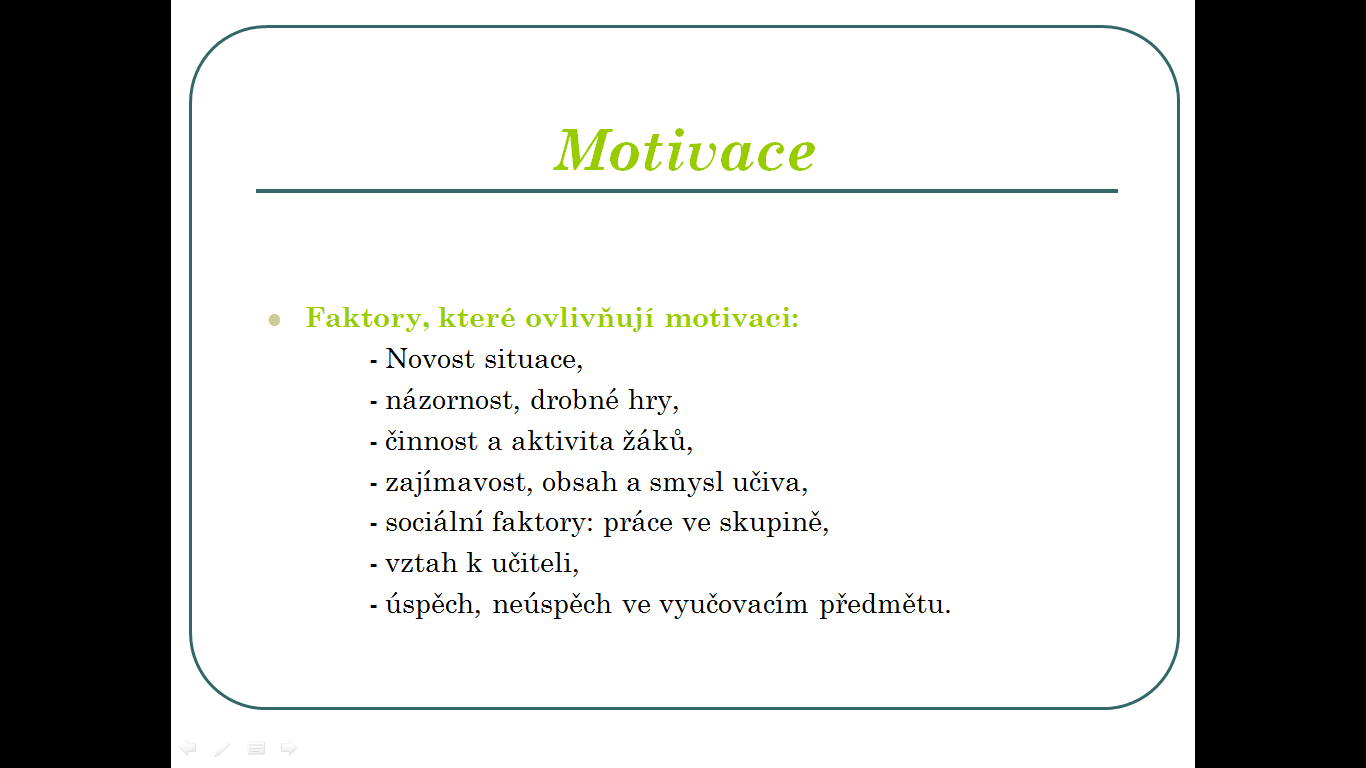 Motivace
Faktory, které ovlivňují motivaci:
- Novost situace,
- názornost, drobné hry,
- činnost a aktivita žáků,
- zajímavost, obsah a smysl učiva,
- sociální faktory: práce ve skupině,
- vztah k učiteli,
- úspěch, neúspěch ve vyučovacím předmětu.